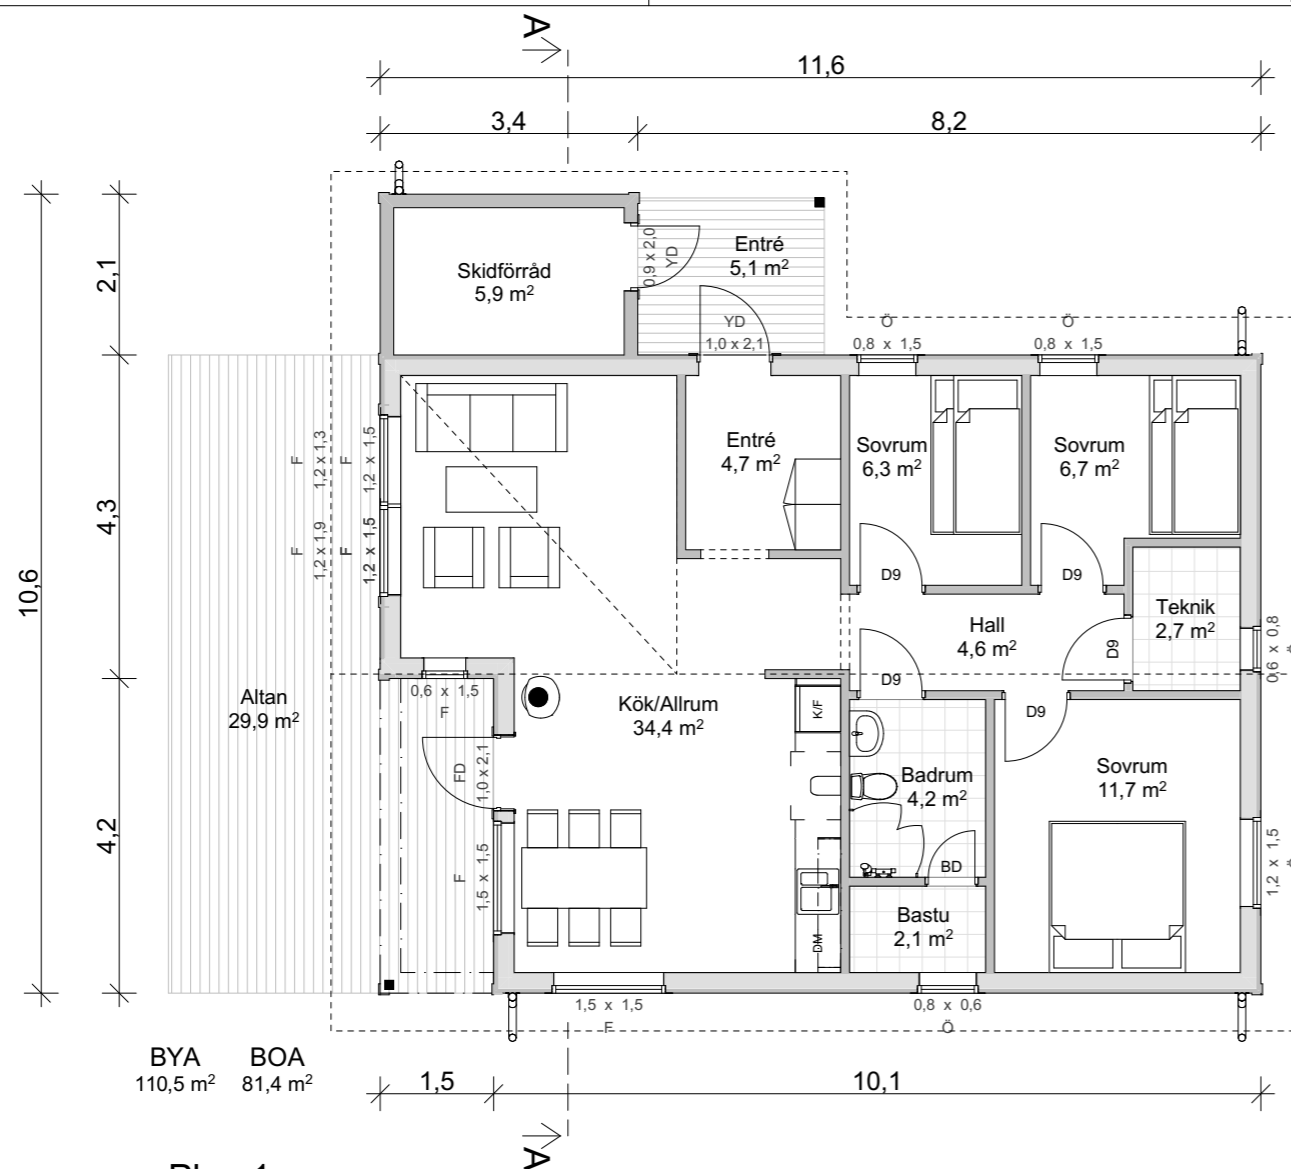 A
11,6
3,4
8,2
10,6
2,1
4,3
4,2
Skidförråd
5,9 m²
0,9 x 2,0
YD
Entré
5,1 m²
YD
1,0 x 2,1
Ö
0,8 x 1,5
Ö
0,8 x 1,5
F
1,2 x 1,3
F
1,2 x 1,5
F
1,2 x 1,9
F
1,2 x 1,5
Entré
4,7 m²
Sovrum
6,3 m²
Sovrum
6,7 m²
D9
D9
Teknik
2,7 m²
Hall
4,6 m²
D9
0,6 x 0,8
D9
D9
Altan
29,9 m²
0,6 x 1,5
F
Kök/Allrum
34,4 m²
K/F
FD
1,0 x 2,1
Badrum
4,2 m²
Sovrum
11,7 m²
F
1,5 x 1,5
1,2 x 1,5
BD
Bastu
2,1 m²
DM
1,5 x 1,5
F
0,8 x 0,6
Ö
BYA
110,5 m²
BOA
81,4 m²
1,5
10,1
A